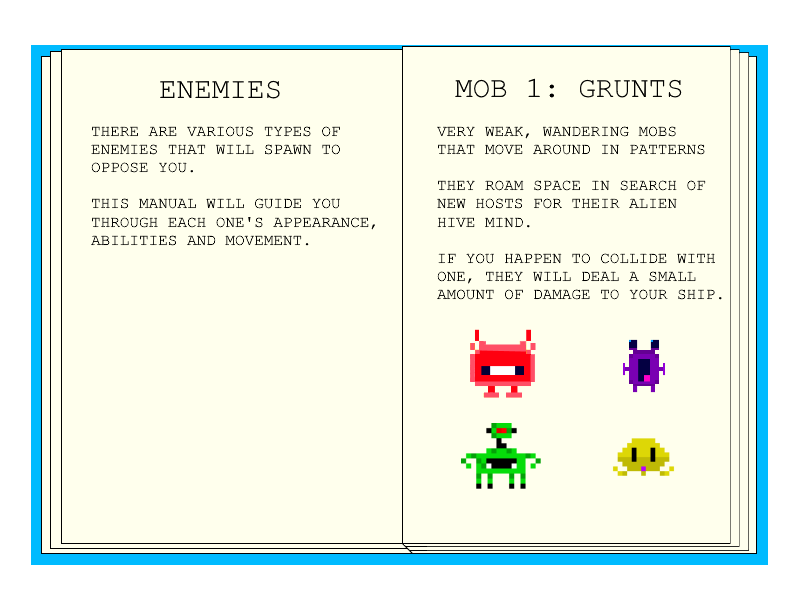 ENEMIES
THERE ARE VARIOUS TYPES OF
ENEMIES THAT WILL SPAWN TO
OPPOSE YOU.
THIS MANUAL WILL GUIDE YOU
THROUGH EACH ONE'S APPEARANCE,
ABILITIES AND MOVEMENT.
MOB 1: GRUNTS
VERY WEAK, WANDERING MOBS
THAT MOVE AROUND IN PATTERNS
THEY ROAM SPACE IN SEARCH OF
NEW HOSTS FOR THEIR ALIEN
HIVE MIND.
IF YOU HAPPEN TO COLLIDE WITH
ONE, THEY WILL DEAL A SMALL
AMOUNT OF DAMAGE TO YOUR SHIP.